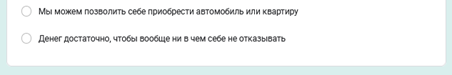 Мы можем позволить себе приобрести автомобиль или квартиру
Денег достаточно, чтобы вообще ни в чем себе не отказывать